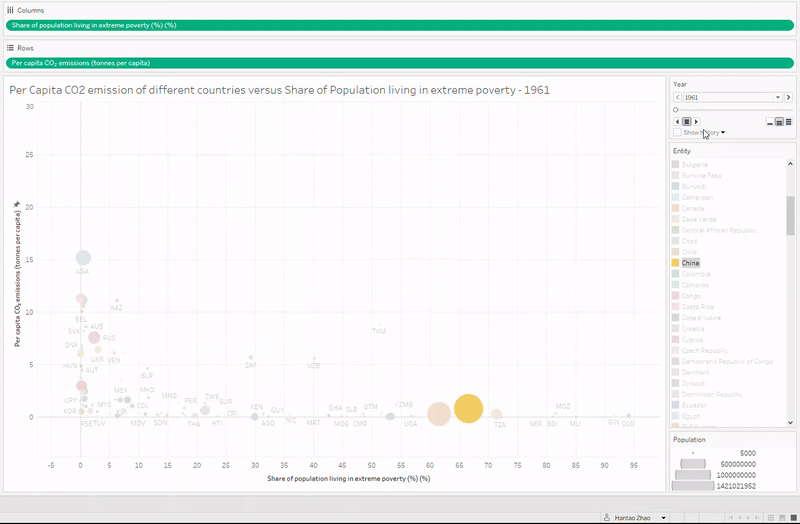 Columns
Share of population living in extreme poverty (%) (%)
Rows
Per capita CO₂ emissions (tonnes per capita)
Per Capita CO2 emission of different countries versus Share of Population living in extreme poverty - 1961
30
25
20
15
10
5
0
Per capita CO₂ emissions (tonnes per capita)
USA
KAZ
BEL
SVK
AUS
TKM
DNK
RUS
UKR
VEN
ZAF
UZB
HUN
AUT
BLR
MEX
MKD
MNG
URY
MYS
COL
PER
ZWE
SUR
KOR
CRI
KEN
GUY
GHA
SLB
GTM
ZMB
MOZ
PSE
TUV
MDV
SDN
THA
HTI
AGO
NIC
MRT
MDG
CMR
UGA
TZA
NER
BDI
MLI
GIN
COD
-5
0
5
10
15
20
25
30
35
40
45
50
55
60
65
70
75
80
85
90
95
Share of population living in extreme poverty (%) (%)
Year
1961
Show history
Entity
Bulgaria
Burkina Faso
Burundi
Cameroon
Canada
Cape Verde
Central African Republic
Chad
Chile
China
Colombia
Comoros
Congo
Costa Rica
Cote d'Ivoire
Croatia
Cyprus
Czech Republic
Democratic Republic of Congo
Denmark
Djibouti
Dominican Republic
Ecuador
Egypt
Population
5000
500000000
1000000000
1421021952
Hantao Zhao